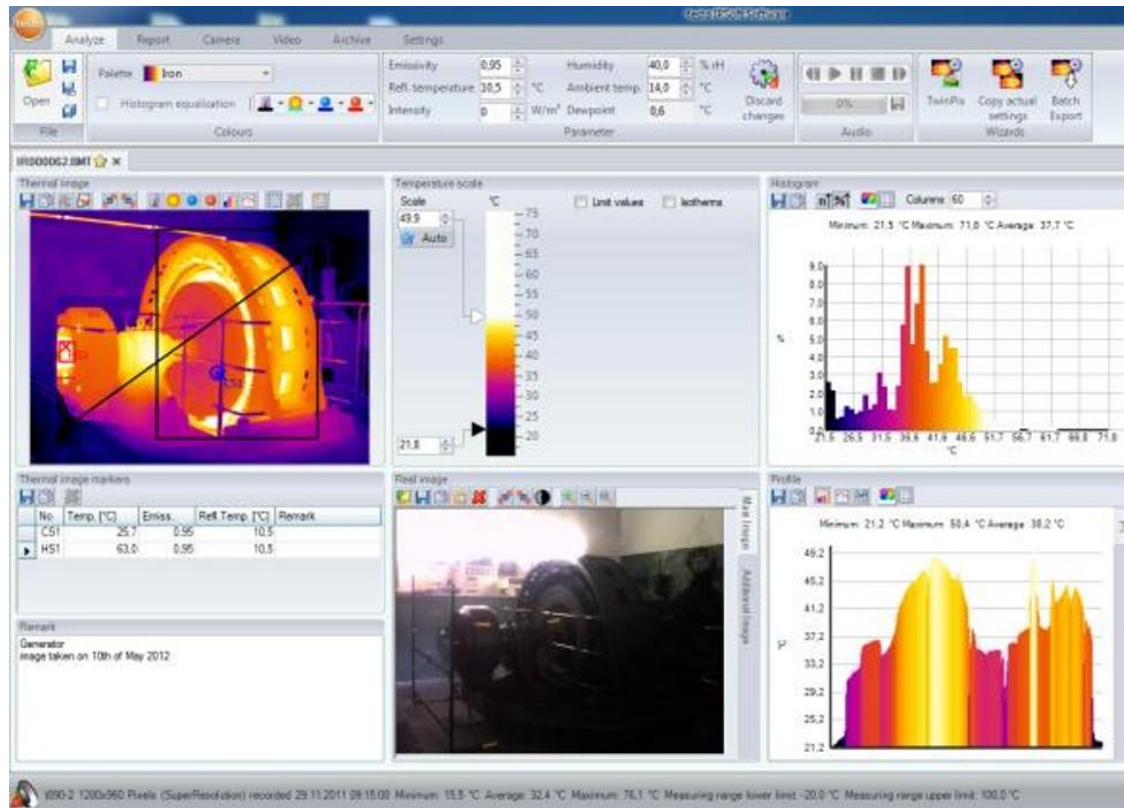 testo IRSoft Software
testo
Analyze Report Camera Video Archive Settings
Open
File
Palette Iron
Histogram equalization
Colours
Emissivity 0,95 Humidity 40,0 % rH
Refl. temperature 10,5 °C Ambient temp. 14,0 °C
Intensity 0 W/m² Dewpoint 0,6 °C
Parameter
Discard changes
0%
Audio
TwinPix Copy actual settings Batch Export
Wizards
IR000062.BMT
Thermal image
HS1
CS1
Temperature scale
Scale °C Limit values Isotherms
49.9
Auto
75
70
65
60
55
50
45
40
35
30
25
20
21,8
Histogram
Columns: 60
Minimum: 21,5 °C Maximum: 71,8 °C Average: 37,7 °C
%
9,0
8,0
7,0
6,0
5,0
4,0
3,0
2,0
1,0
0,0
21,5 26,5 31,5 36,6 41,6 46,6 51,7 56,7 61,7 66,8 71,8
°C
Thermal image markers
No. Temp. [°C] Emiss. Refl. Temp. [°C] Remark
CS1 25,7 0.95 10,5
HS1 63,0 0.95 10,5
Remark
Generator
image taken on 10th of May 2012
Real image
Main Image
Additional Image
Profile
Minimum: 21,2 °C Maximum: 50,4 °C Average: 38,2 °C
°C
49,2
45,2
41,2
37,2
33,2
29,2
25,2
21,2
t890-2 1280x960 Pixels (SuperResolution) recorded 29.11.2011 09:15:08 Minimum: 15,5 °C Average: 32,4 °C Maximum: 76,1 °C Measuring range lower limit: -20,0 °C Measuring range upper limit: 100,0 °C